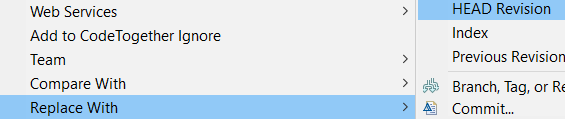 Web Services
Add to CodeTogether Ignore
Team
Compare With
Replace With
HEAD Revision
Index
Previous Revision
Branch, Tag, or Re
Commit...